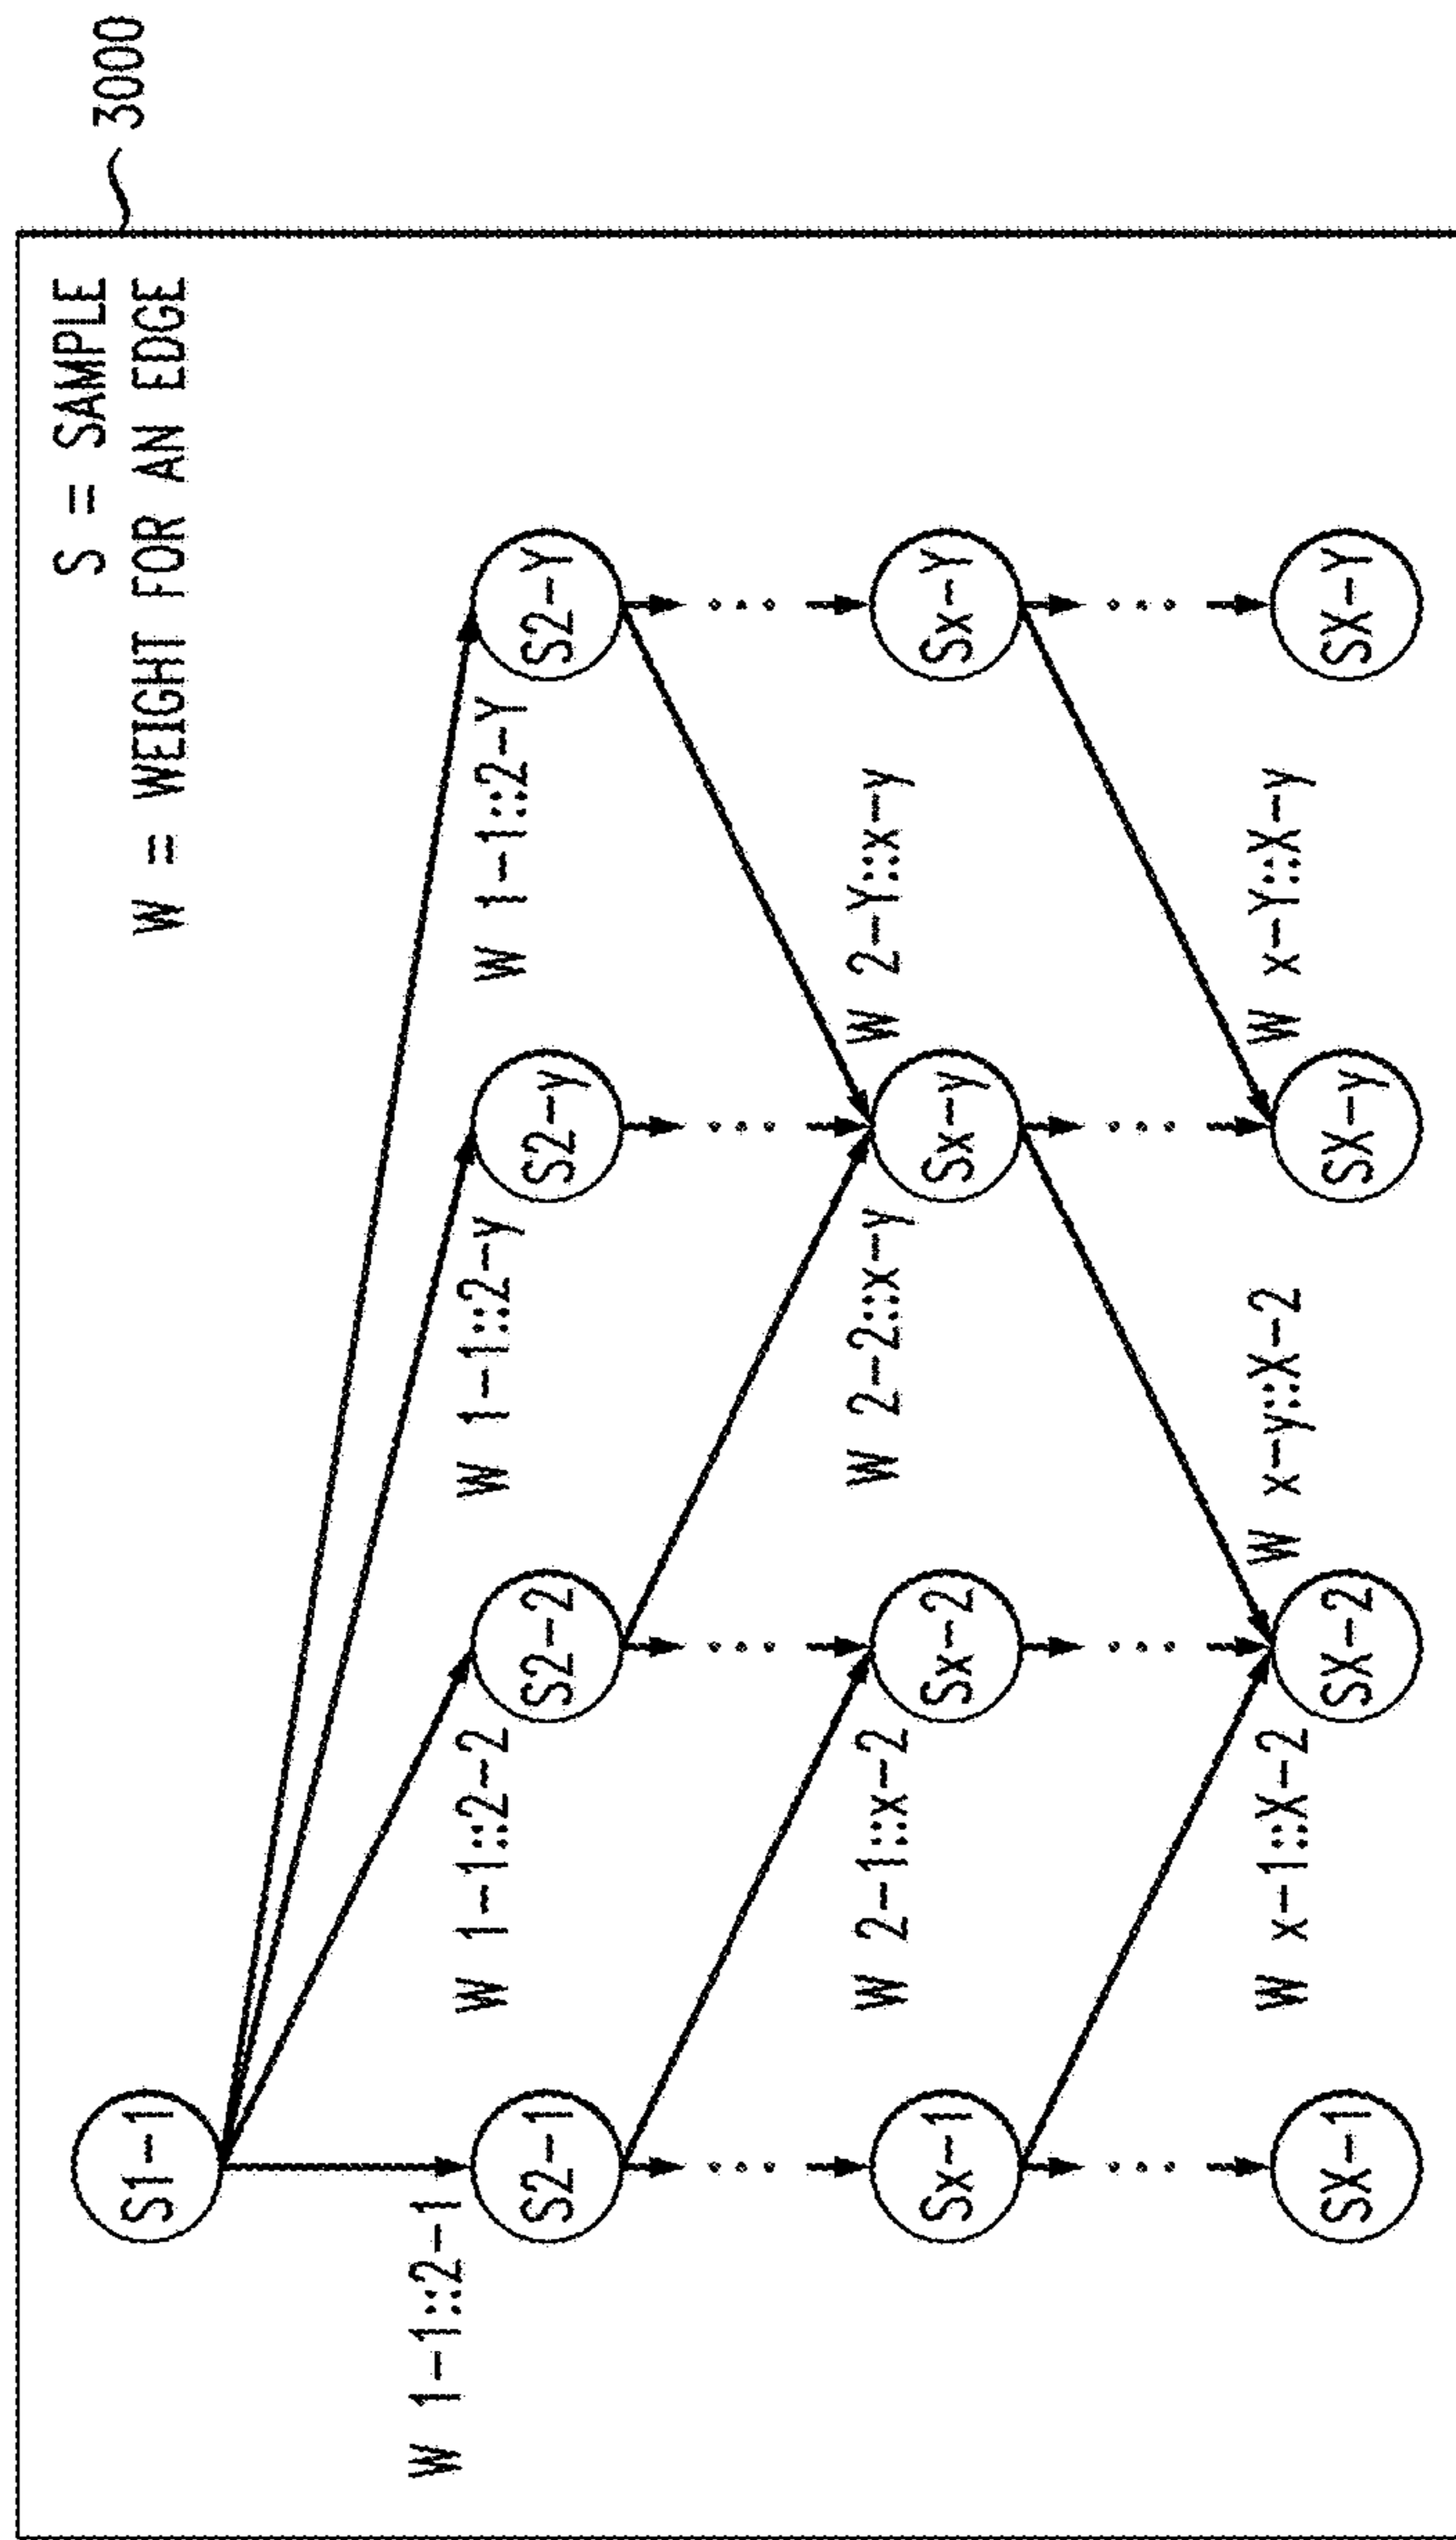 3000
S = SAMPLE
W = WEIGHT FOR AN EDGE
S1-1
W 1-1::2-1
W 1-1::2-2
W 1-1::2-y
W 1-1::2-Y
S2-1
S2-2
S2-y
S2-Y
W 2-1::x-2
W 2-2::x-y
W 2-Y::x-y
Sx-1
Sx-2
Sx-y
Sx-Y
W x-1::X-2
W x-y::X-2
W x-Y::X-y
SX-1
SX-2
SX-y
SX-Y